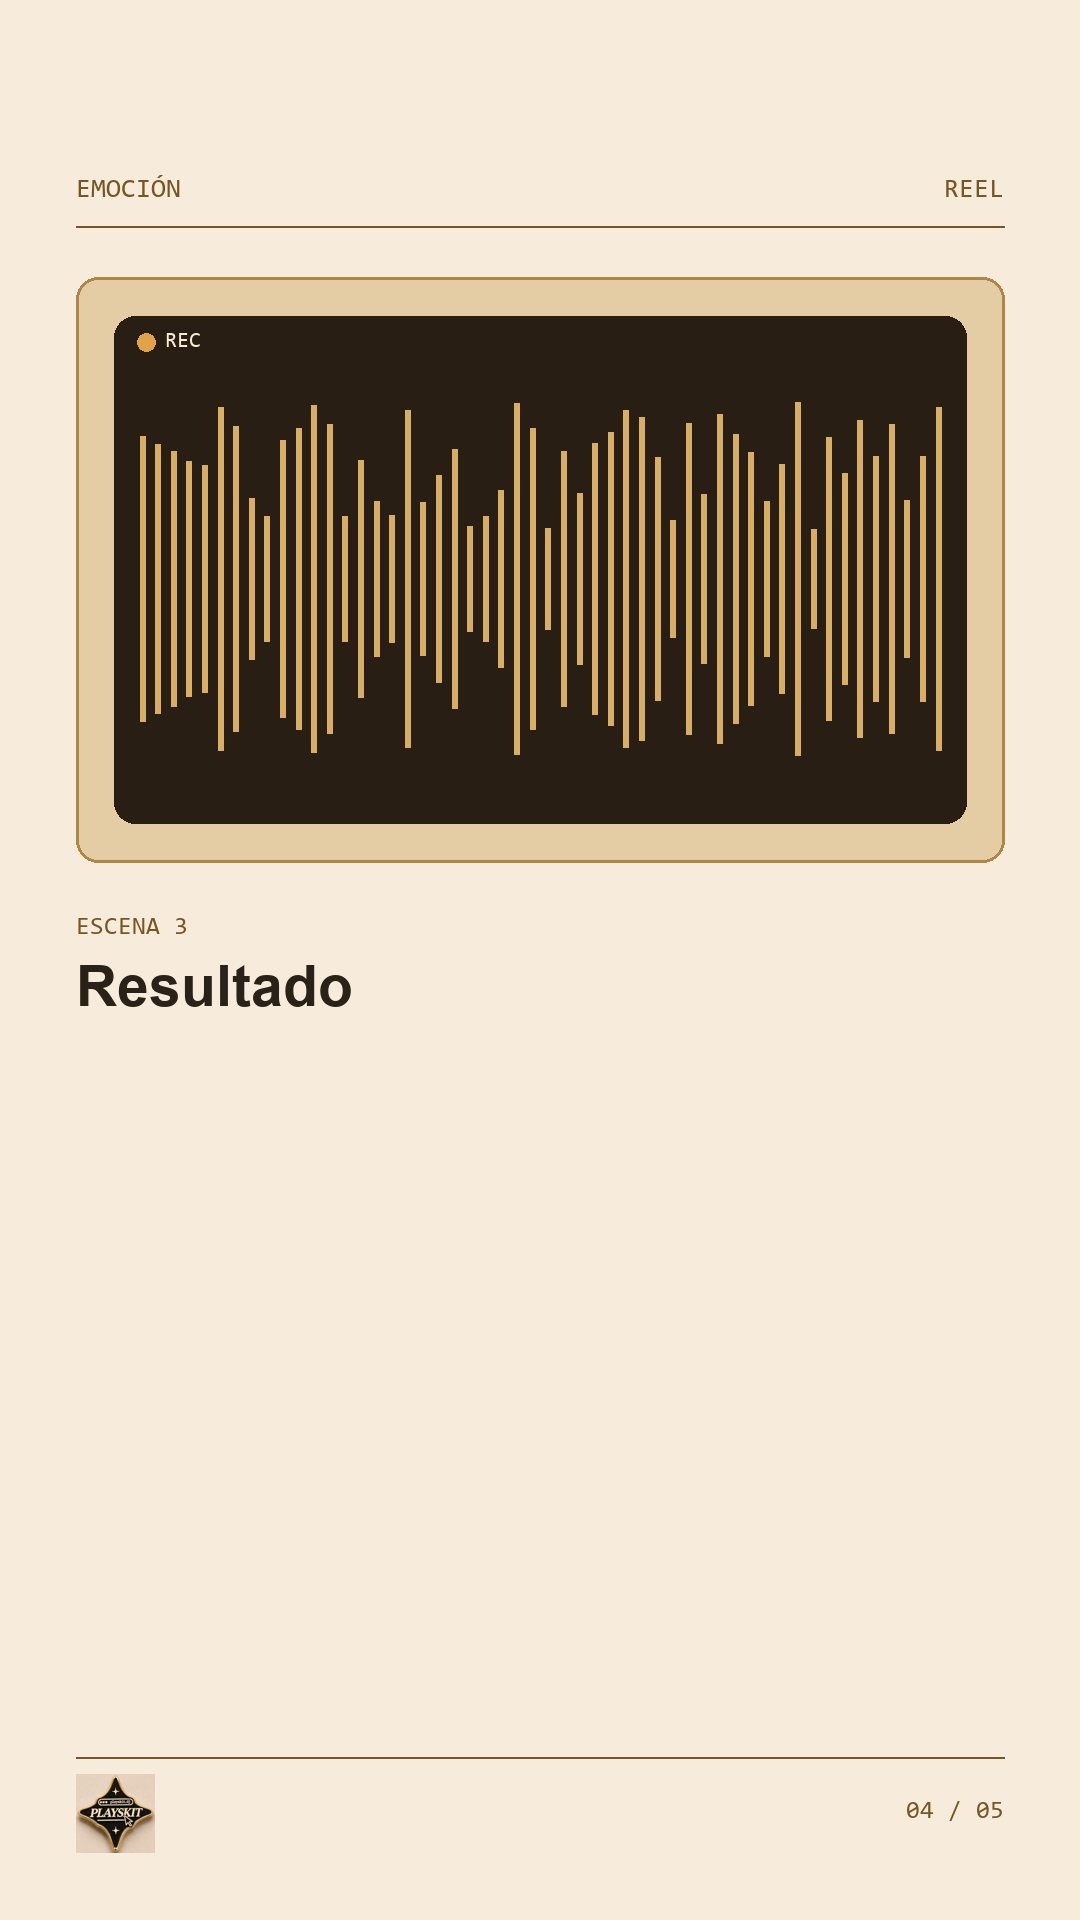 EMOCIÓN
REEL
REC
ESCENA 3
Resultado
PLAYSKIT
04 / 05